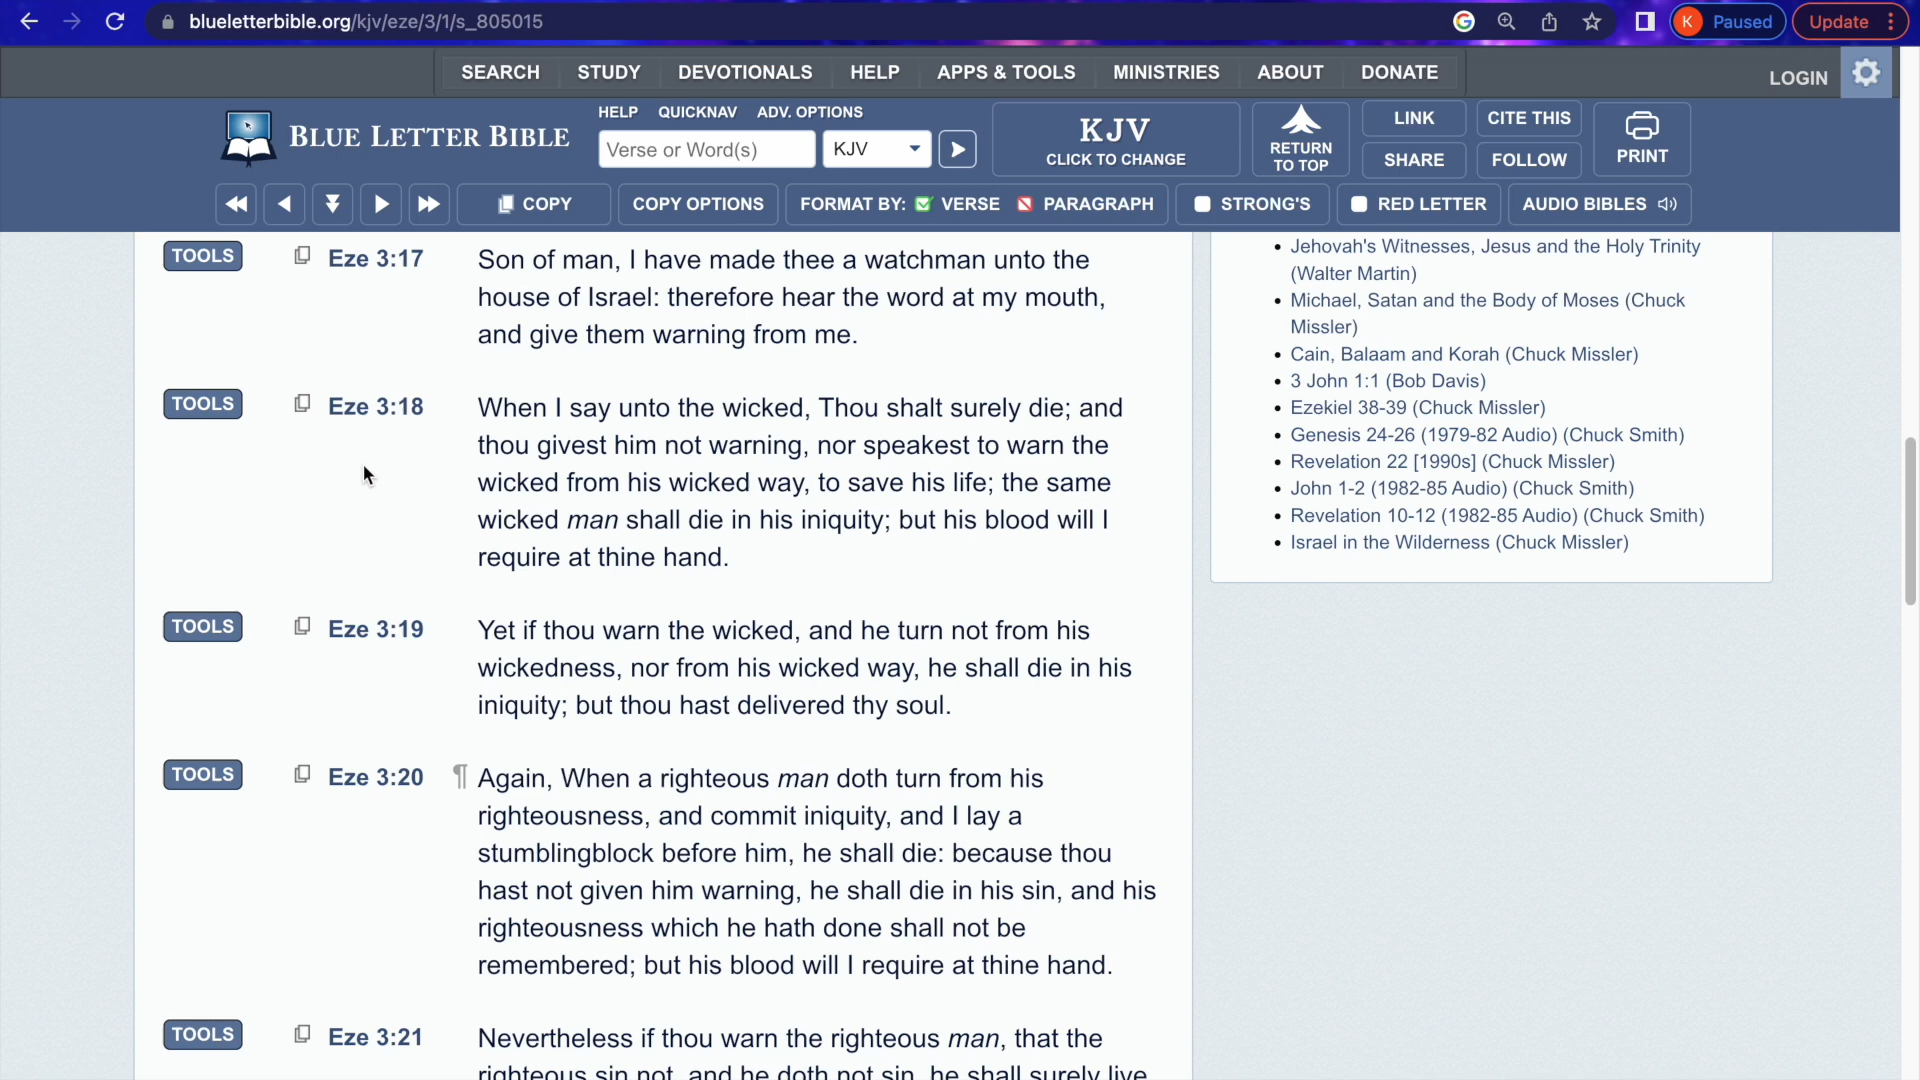 blueletterbible.org/kjv/eze/3/1/s_805015
K Paused
Update
SEARCH STUDY DEVOTIONALS HELP APPS & TOOLS MINISTRIES ABOUT DONATE
LOGIN
BLUE LETTER BIBLE
HELP QUICKNAV ADV. OPTIONS
Verse or Word(s)
KJV
KJV
CLICK TO CHANGE
RETURN
TO TOP
LINK
CITE THIS
SHARE
FOLLOW
PRINT
COPY
COPY OPTIONS
FORMAT BY: VERSE PARAGRAPH
STRONG'S
RED LETTER
AUDIO BIBLES
TOOLS Eze 3:17 Son of man, I have made thee a watchman unto the
house of Israel: therefore hear the word at my mouth,
and give them warning from me.
TOOLS Eze 3:18 When I say unto the wicked, Thou shalt surely die; and
thou givest him not warning, nor speakest to warn the
wicked from his wicked way, to save his life; the same
wicked man shall die in his iniquity; but his blood will I
require at thine hand.
TOOLS Eze 3:19 Yet if thou warn the wicked, and he turn not from his
wickedness, nor from his wicked way, he shall die in his
iniquity; but thou hast delivered thy soul.
TOOLS Eze 3:20 ¶ Again, When a righteous man doth turn from his
righteousness, and commit iniquity, and I lay a
stumblingblock before him, he shall die: because thou
hast not given him warning, he shall die in his sin, and his
righteousness which he hath done shall not be
remembered; but his blood will I require at thine hand.
TOOLS Eze 3:21 Nevertheless if thou warn the righteous man, that the
righteous sin not, and he doth not sin, he shall surely live,
• Jehovah's Witnesses, Jesus and the Holy Trinity
(Walter Martin)
• Michael, Satan and the Body of Moses (Chuck
Missler)
• Cain, Balaam and Korah (Chuck Missler)
• 3 John 1:1 (Bob Davis)
• Ezekiel 38-39 (Chuck Missler)
• Genesis 24-26 (1979-82 Audio) (Chuck Smith)
• Revelation 22 [1990s] (Chuck Missler)
• John 1-2 (1982-85 Audio) (Chuck Smith)
• Revelation 10-12 (1982-85 Audio) (Chuck Smith)
• Israel in the Wilderness (Chuck Missler)